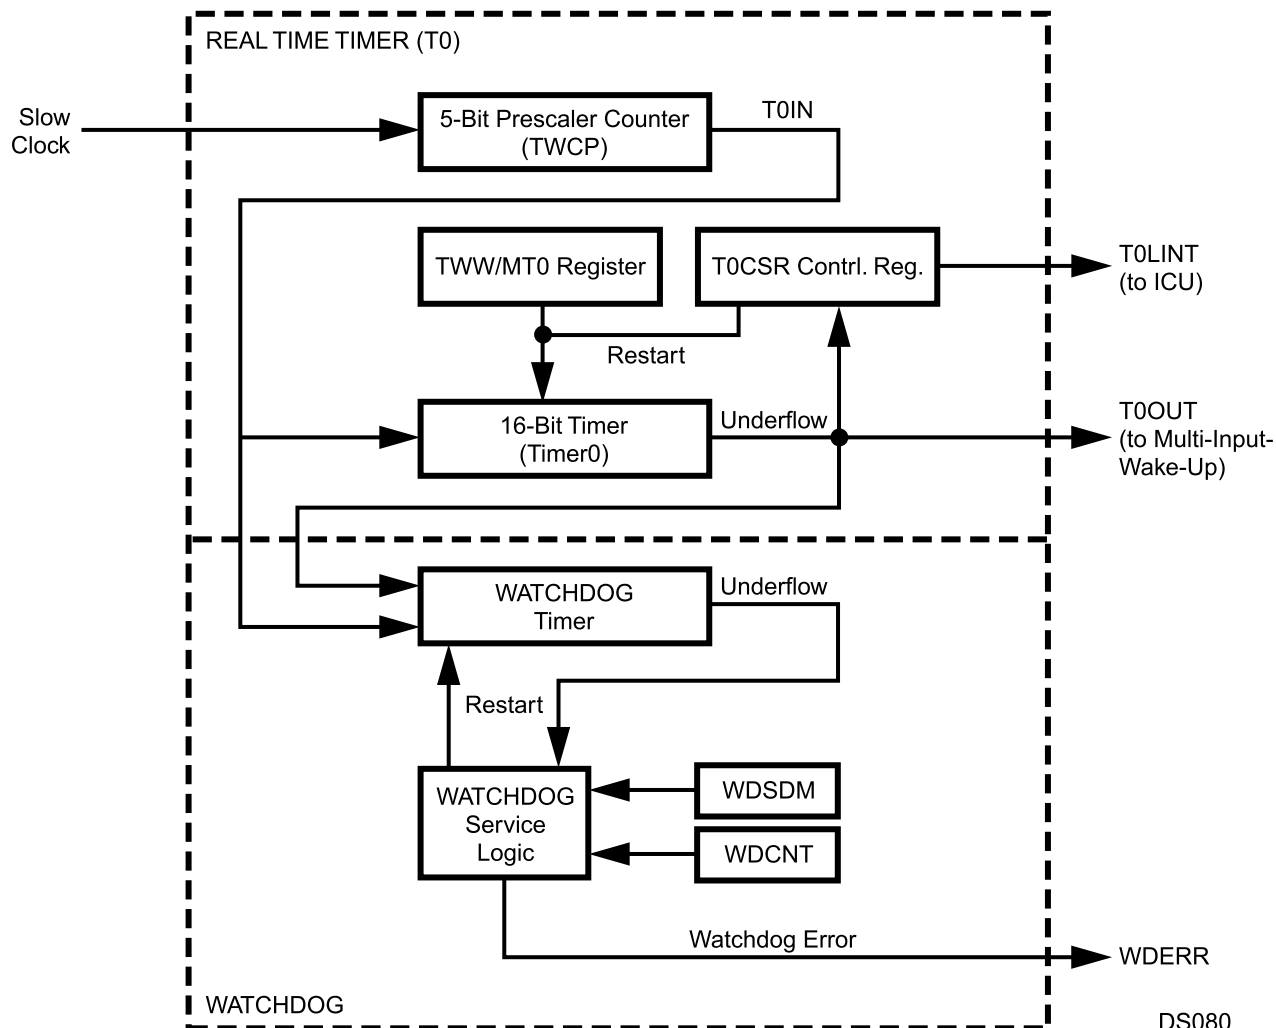 REAL TIME TIMER (T0)
Slow
Clock
5-Bit Prescaler Counter
(TWCP)
T0IN
TWW/MT0 Register
T0CSR Contrl. Reg.
T0LINT
(to ICU)
Restart
16-Bit Timer
(Timer0)
Underflow
T0OUT
(to Multi-Input-
Wake-Up)
WATCHDOG
Timer
Underflow
Restart
WATCHDOG
Service
Logic
WDSDM
WDCNT
Watchdog Error
WDERR
WATCHDOG
DS080